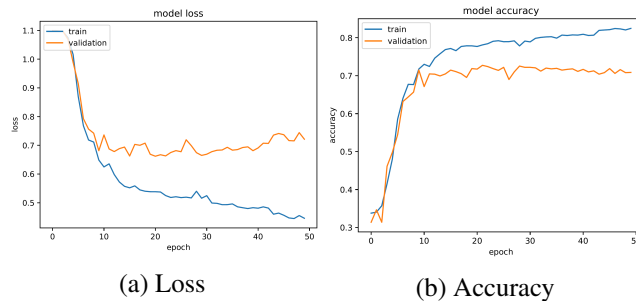 model loss
train
validation
1.1
1.0
0.9
0.8
0.7
0.6
0.5
loss
0 10 20 30 40 50
epoch
(a) Loss
model accuracy
train
validation
0.8
0.7
0.6
0.5
0.4
0.3
accuracy
0 10 20 30 40 50
epoch
(b) Accuracy